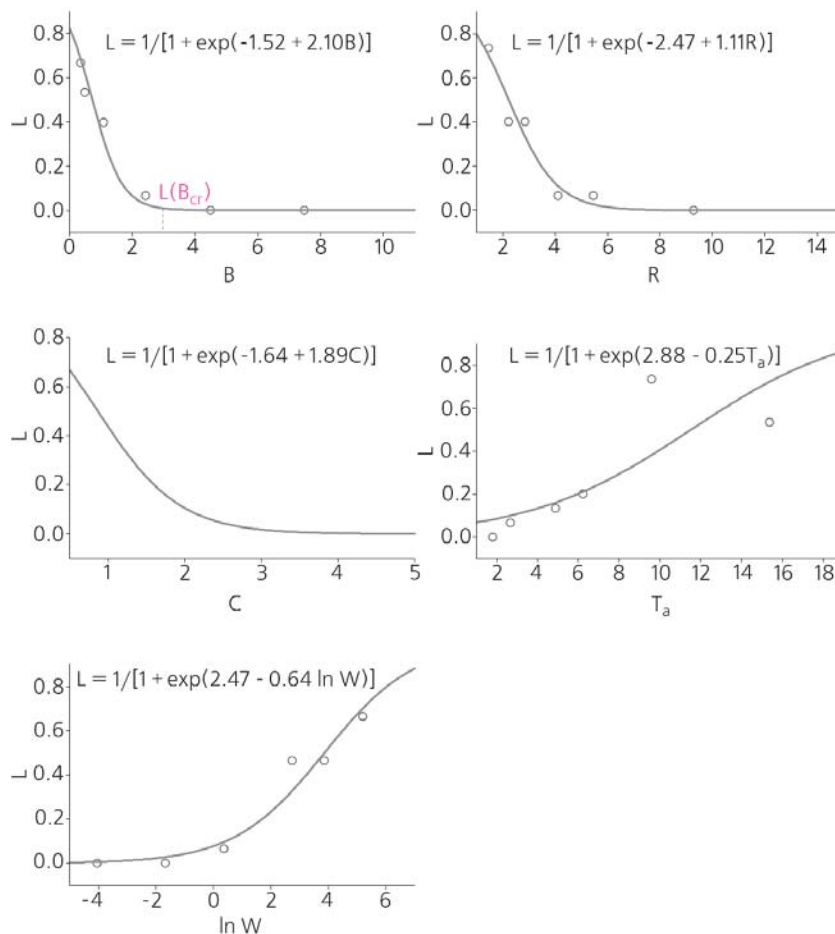 L = 1/[1 + exp(-1.52 + 2.10B)]
0.8
0.6
0.4
0.2
0.0
L
L(B_cr)
0 2 4 6 8 10
B
L = 1/[1 + exp(-2.47 + 1.11R)]
0.8
0.6
0.4
0.2
0.0
L
2 4 6 8 10 12 14
R
L = 1/[1 + exp(-1.64 + 1.89C)]
0.8
0.6
0.4
0.2
0.0
L
1 2 3 4 5
C
L = 1/[1 + exp(2.88 - 0.25T_a)]
0.8
0.6
0.4
0.2
0.0
L
2 4 6 8 10 12 14 16 18
T_a
L = 1/[1 + exp(2.47 - 0.64 ln W)]
0.8
0.6
0.4
0.2
0.0
L
-4 -2 0 2 4 6
ln W